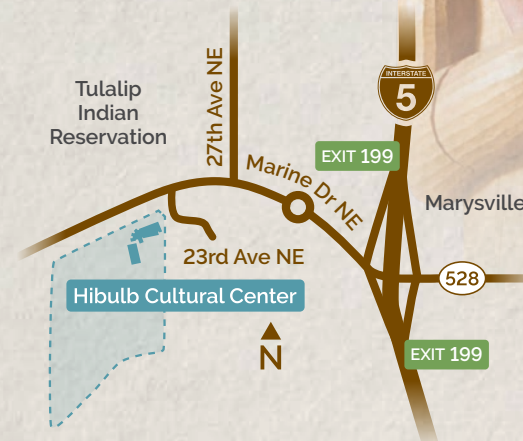 27th Ave NE
INTERSTATE
5
Tulalip
Indian
Reservation
EXIT 199
Marine Dr NE
Marysville
23rd Ave NE
528
Hibulb Cultural Center
N
EXIT 199